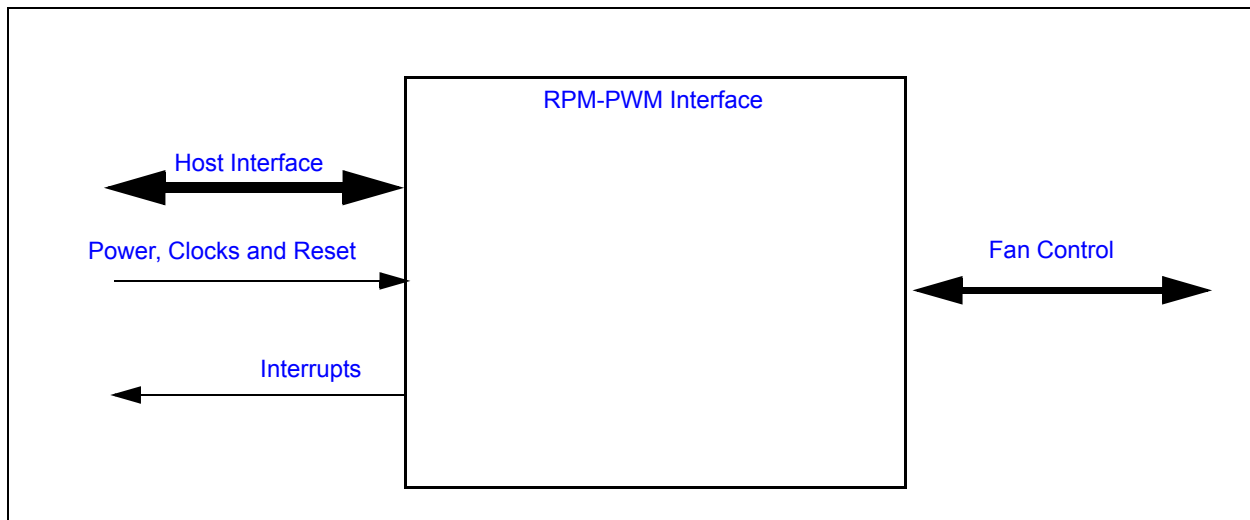 RPM-PWM Interface
Host Interface
Power, Clocks and Reset
Fan Control
Interrupts